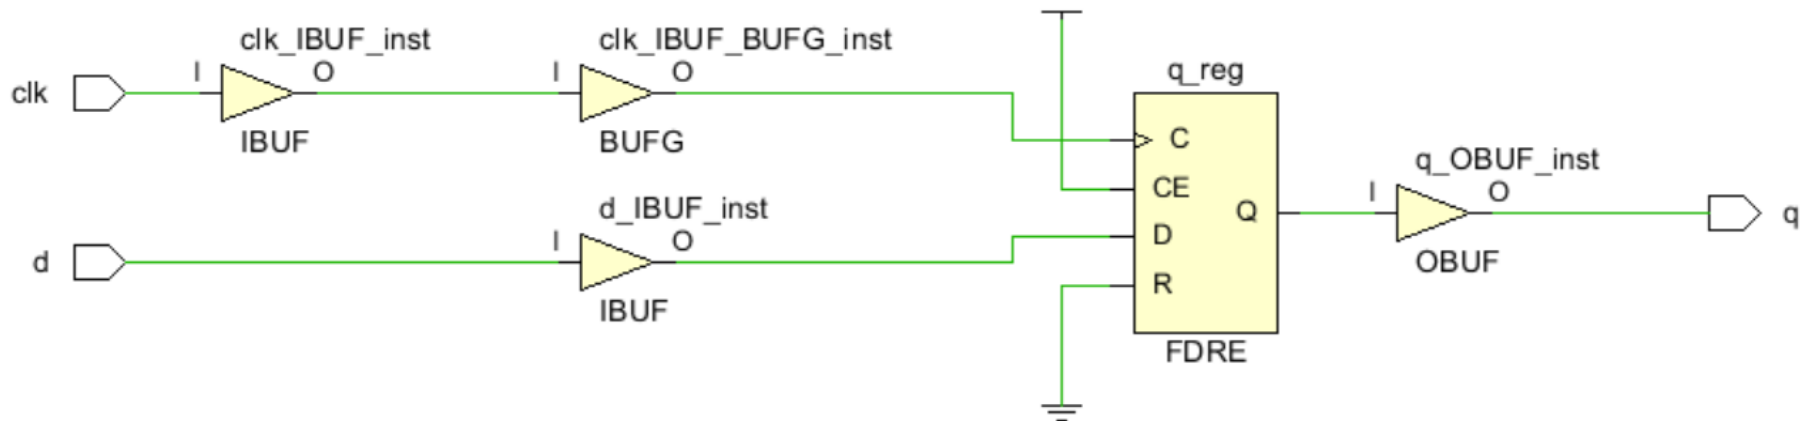 clk
I
clk_IBUF_inst
O
IBUF
I
clk_IBUF_BUFG_inst
O
BUFG
d
I
d_IBUF_inst
O
IBUF
q_reg
C
CE
D
R
Q
FDRE
I
q_OBUF_inst
O
OBUF
q